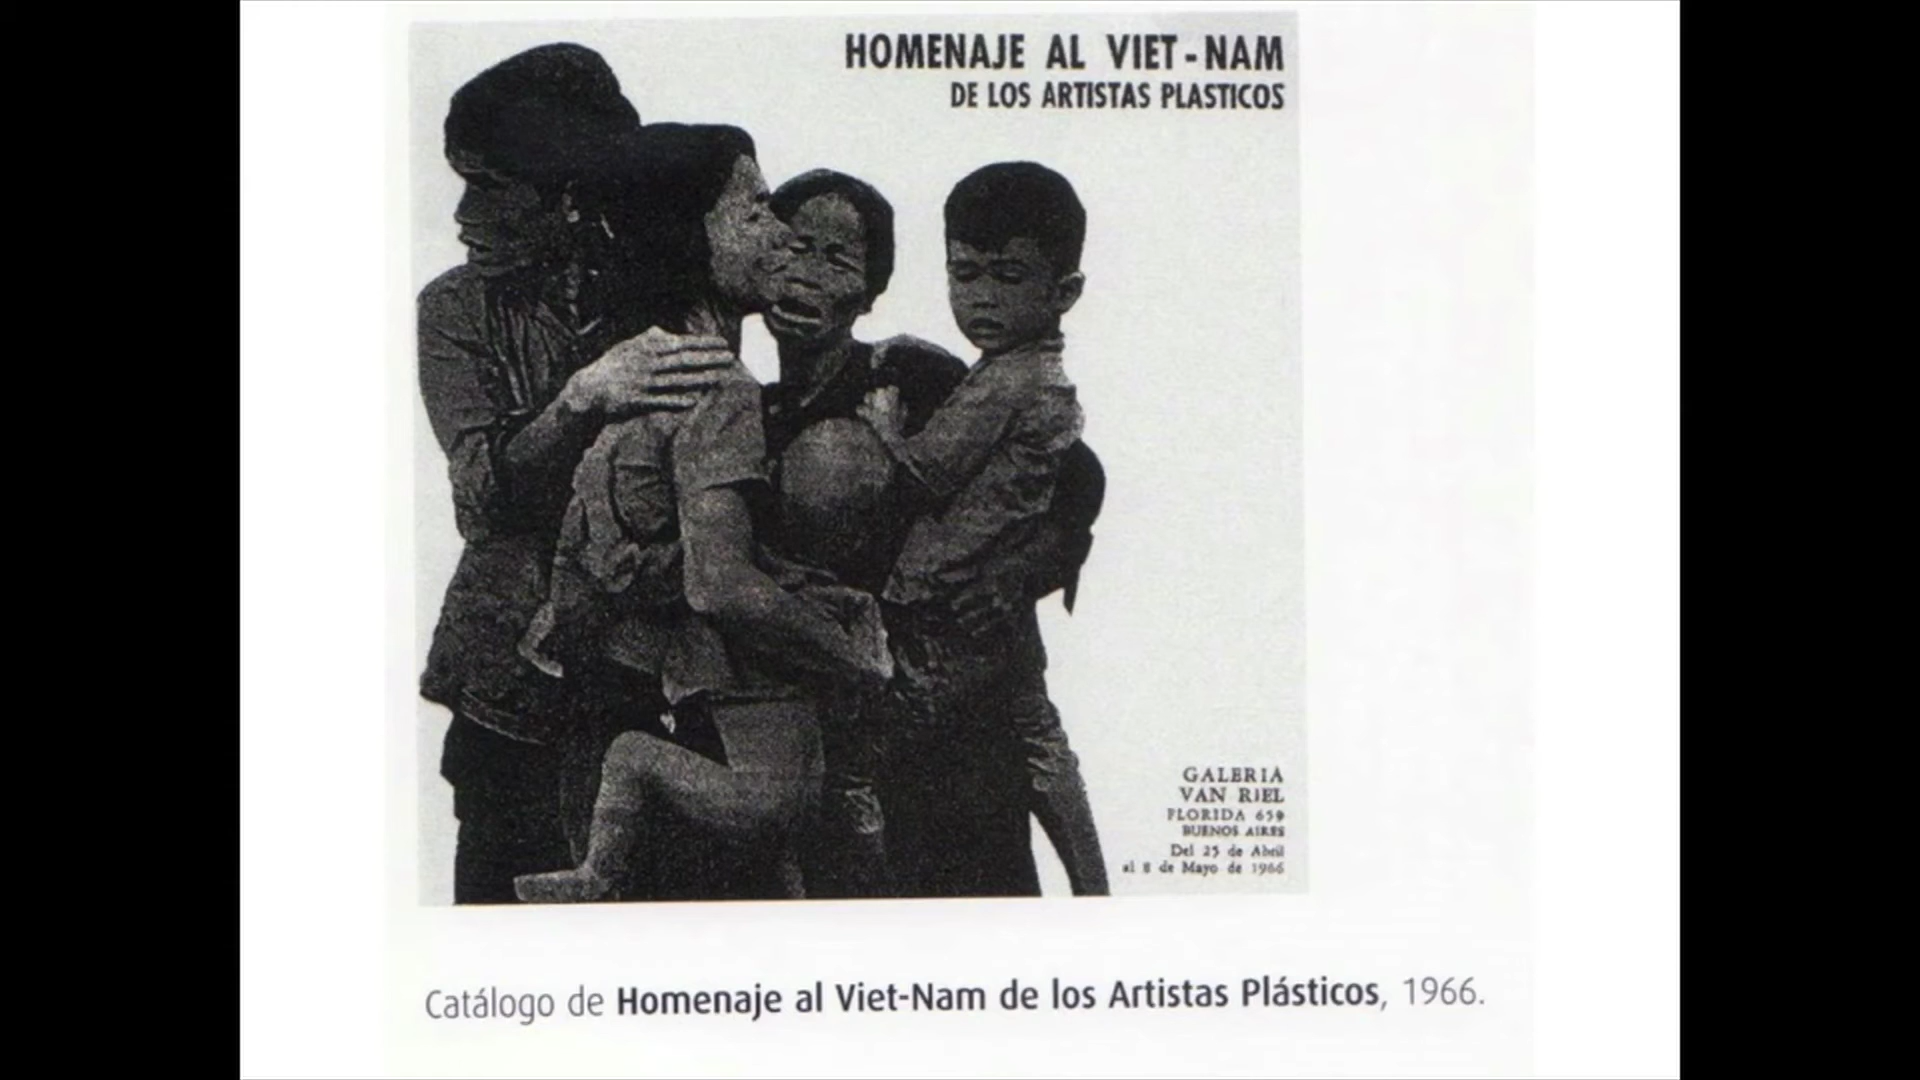 HOMENAJE AL VIET-NAM
DE LOS ARTISTAS PLASTICOS
GALERIA
VAN RIEL
FLORIDA 659
BUENOS AIRES
Del 25 de Abril
al 8 de Mayo de 1966
Catálogo de Homenaje al Viet-Nam de los Artistas Plásticos, 1966.